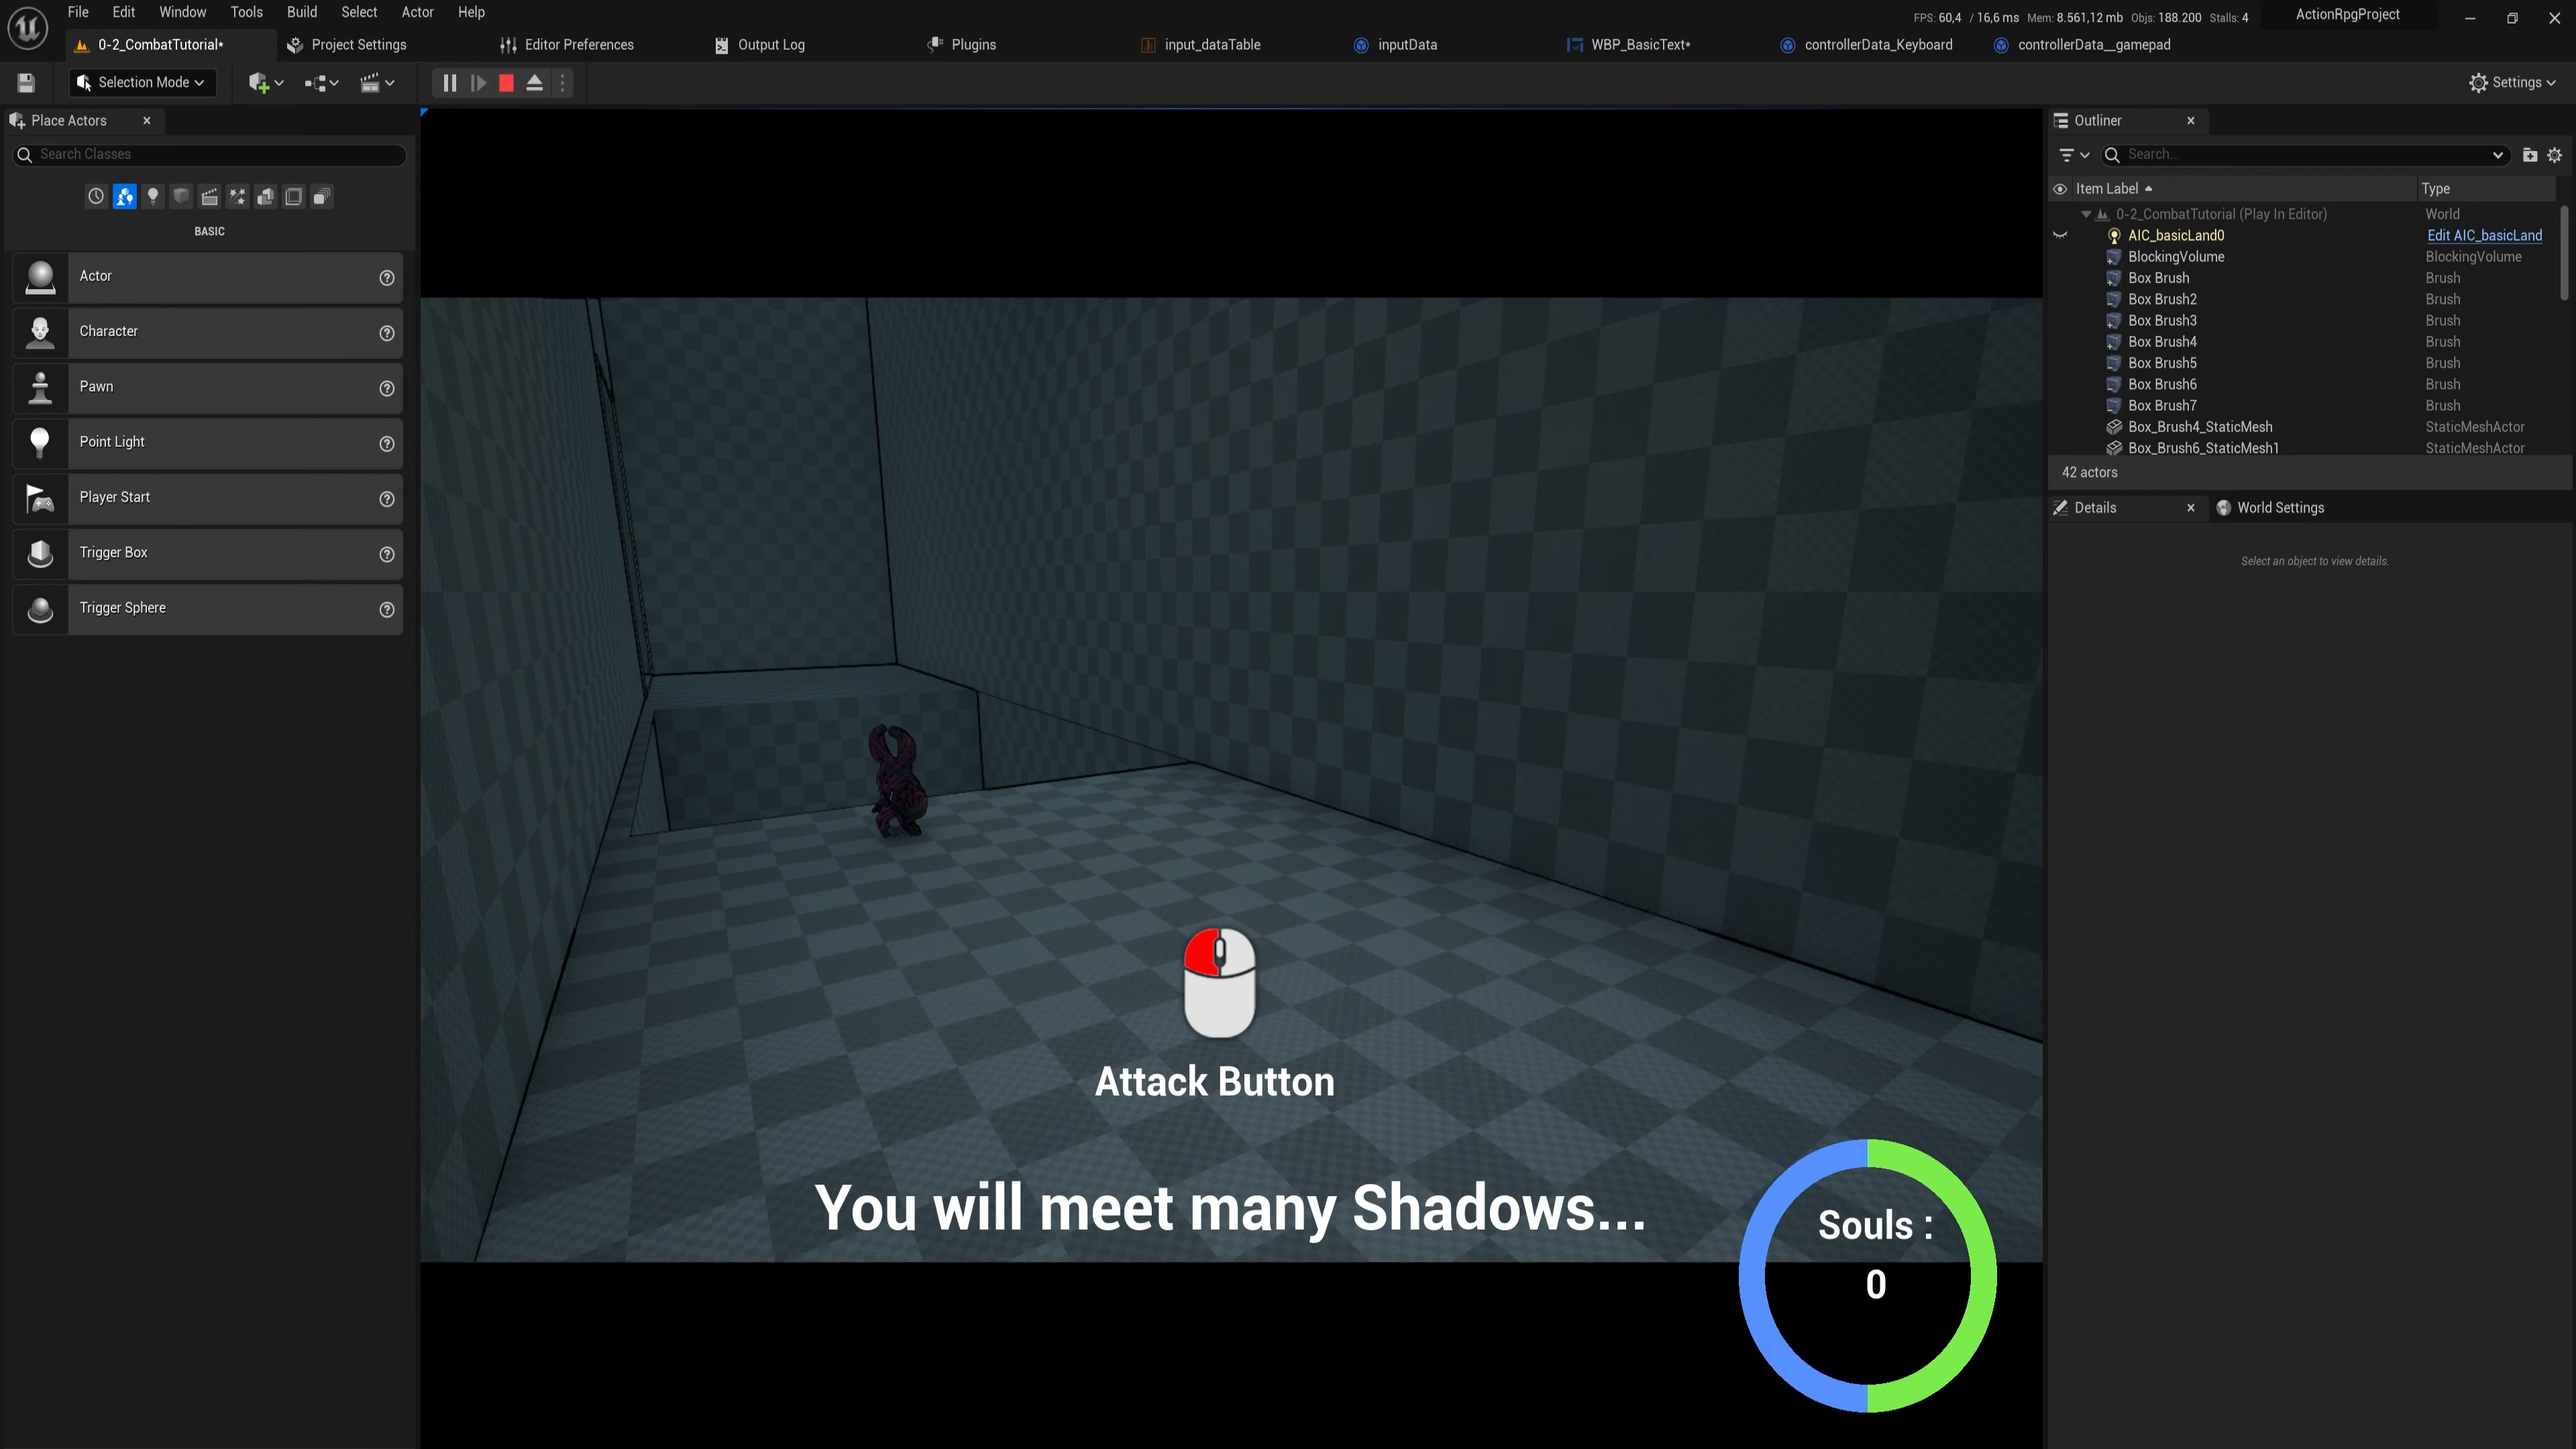 File Edit Window Tools Build Select Actor Help
FPS: 60,4 / 16,6 ms Mem: 8.561,12 mb Objs: 188.200 Stalls: 4
ActionRpgProject
0-2_CombatTutorial* Project Settings Editor Preferences Output Log Plugins input_dataTable inputData WBP_BasicText* controllerData_Keyboard controllerData__gamepad
Selection Mode
Settings
Place Actors
Search Classes
BASIC
Actor
Character
Pawn
Point Light
Player Start
Trigger Box
Trigger Sphere
Attack Button
You will meet many Shadows...
Souls :
0
Outliner
Search...
Item Label Type
0-2_CombatTutorial (Play In Editor) World
AIC_basicLand0 Edit AIC_basicLand
BlockingVolume BlockingVolume
Box Brush Brush
Box Brush2 Brush
Box Brush3 Brush
Box Brush4 Brush
Box Brush5 Brush
Box Brush6 Brush
Box Brush7 Brush
Box_Brush4_StaticMesh StaticMeshActor
Box_Brush6_StaticMesh1 StaticMeshActor
42 actors
Details World Settings
Select an object to view details.